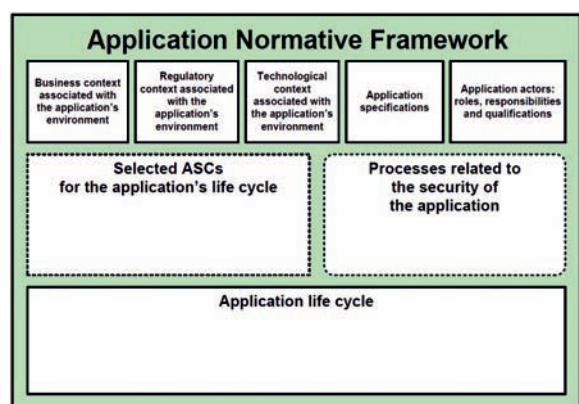 Application Normative Framework
Business context
associated with
the application's
environment
Regulatory
context associated
with the
application's
environment
Technological
context
associated with
the application's
environment
Application
specifications
Application actors:
roles, responsibilities
and qualifications
Selected ASCs
for the application's life cycle
Processes related to
the security of
the application
Application life cycle